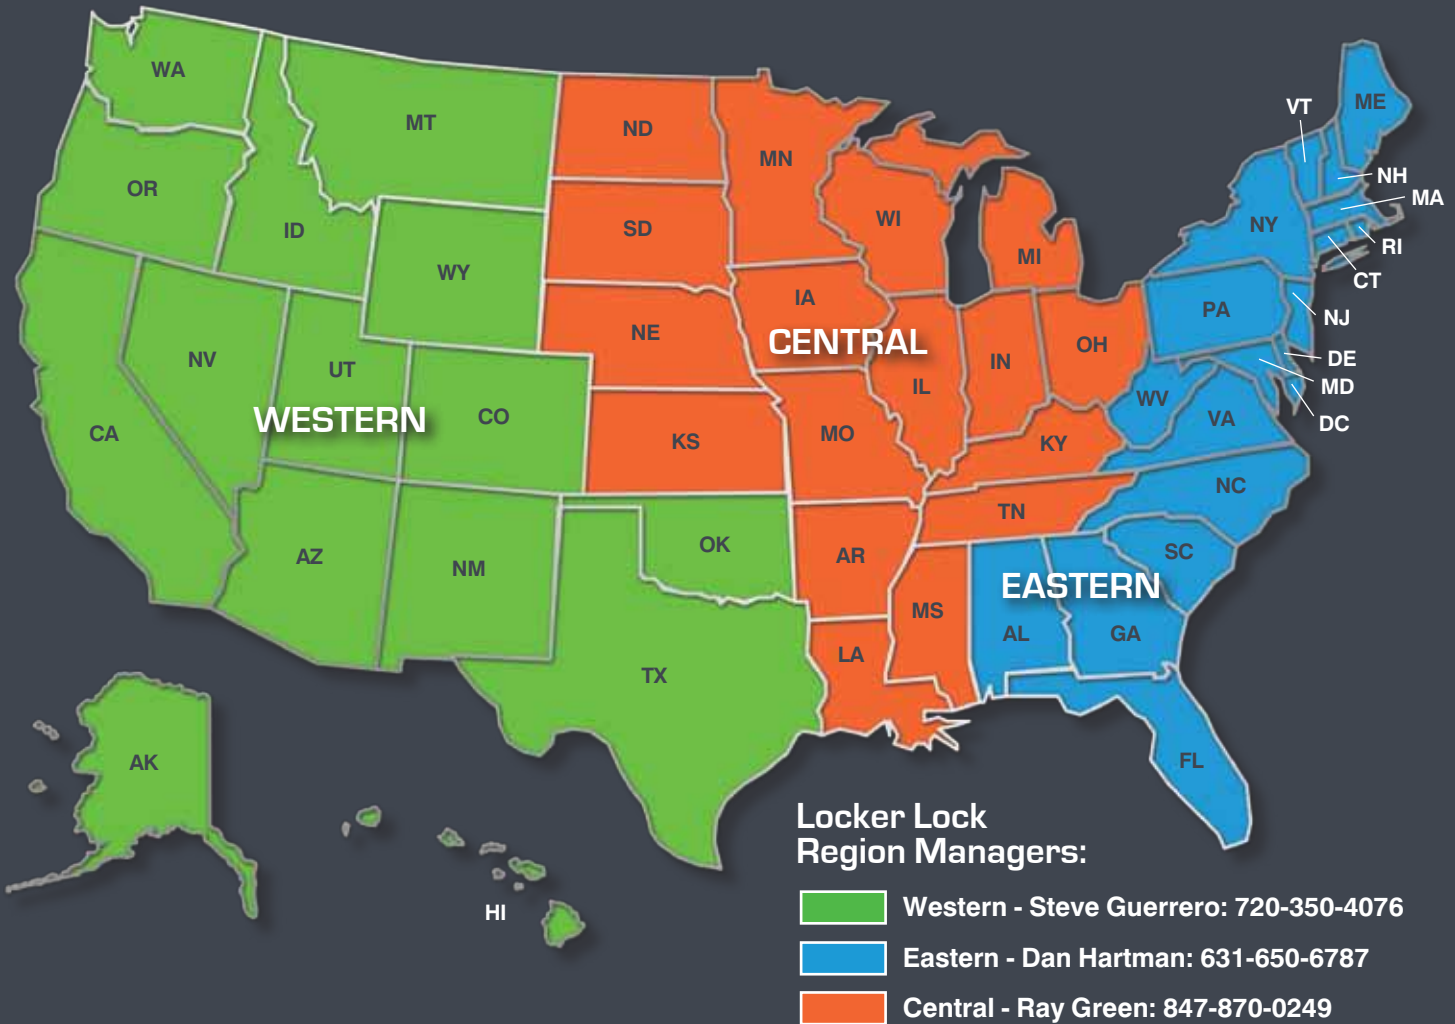 WA
MT
ND
MN
ME
VT
OR
ID
SD
WI
NH
MA
NY
RI
WY
MI
CT
IA
NE
PA
NJ
CENTRAL
NV
UT
IL
IN
OH
DE
MD
WESTERN
CO
WV
VA
DC
CA
KS
MO
KY
NC
TN
AZ
NM
OK
AR
SC
EASTERN
MS
AL
GA
LA
TX
AK
FL
HI
Locker Lock
Region Managers:
Western - Steve Guerrero: 720-350-4076
Eastern - Dan Hartman: 631-650-6787
Central - Ray Green: 847-870-0249